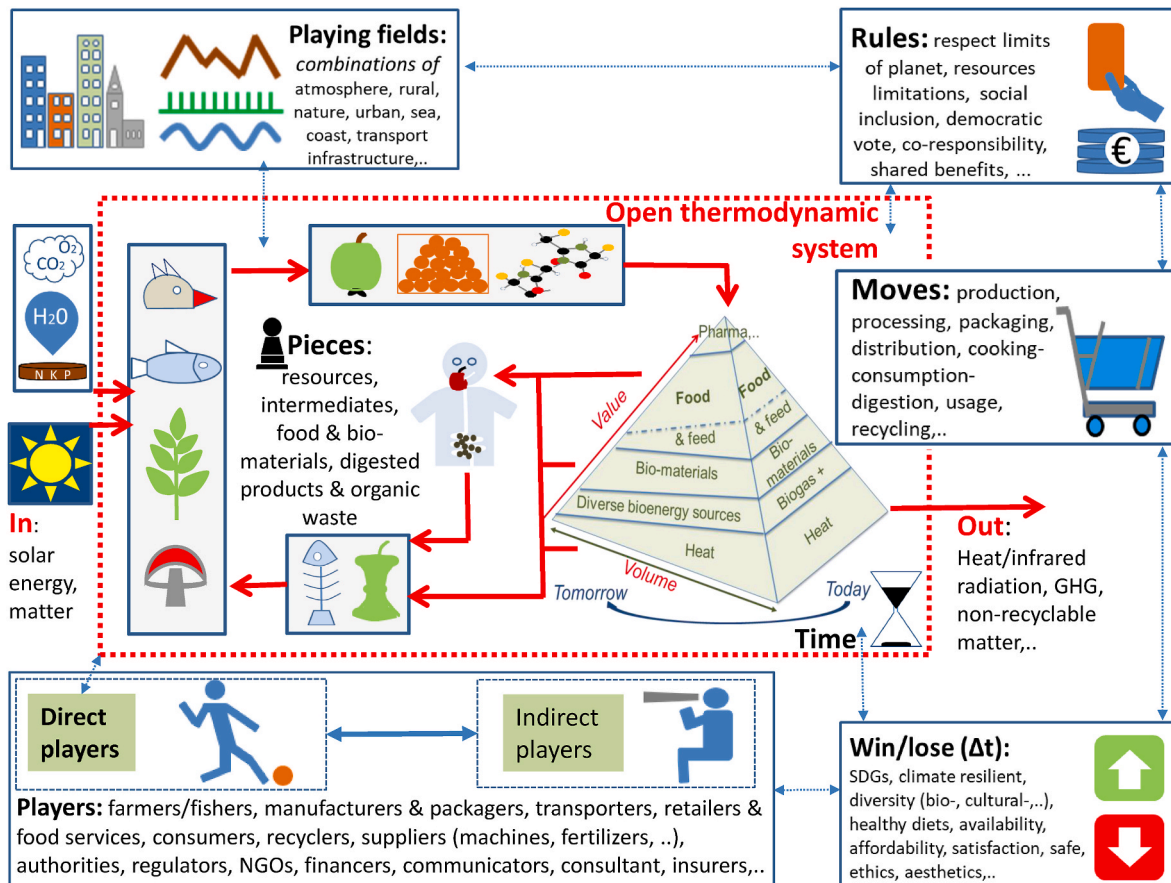 Playing fields:
combinations of
atmosphere, rural,
nature, urban, sea,
coast, transport
infrastructure,..
Rules: respect limits
of planet, resources
limitations, social
inclusion, democratic
vote, co-responsibility,
shared benefits, ...
€
Open thermodynamic
system
O2
CO2
H20
N K P
In:
solar
energy,
matter
Pieces:
resources,
intermediates,
food & bio-
materials, digested
products & organic
waste
Pharma,..
Food
& feed
Bio-materials
Diverse bioenergy sources
Heat
Food
& feed
Bio-
materials
Biogas +
Heat
Value
Volume
Tomorrow
Today
Time
Moves: production,
processing, packaging,
distribution, cooking-
consumption-
digestion, usage,
recycling,..
Out:
Heat/infrared
radiation, GHG,
non-recyclable
matter,..
Direct
players
Indirect
players
Players: farmers/fishers, manufacturers & packagers, transporters, retailers &
food services, consumers, recyclers, suppliers (machines, fertilizers, ..),
authorities, regulators, NGOs, financers, communicators, consultant, insurers,..
Win/lose (Δt):
SDGs, climate resilient,
diversity (bio-, cultural-,..),
healthy diets, availability,
affordability, satisfaction, safe,
ethics, aesthetics,..